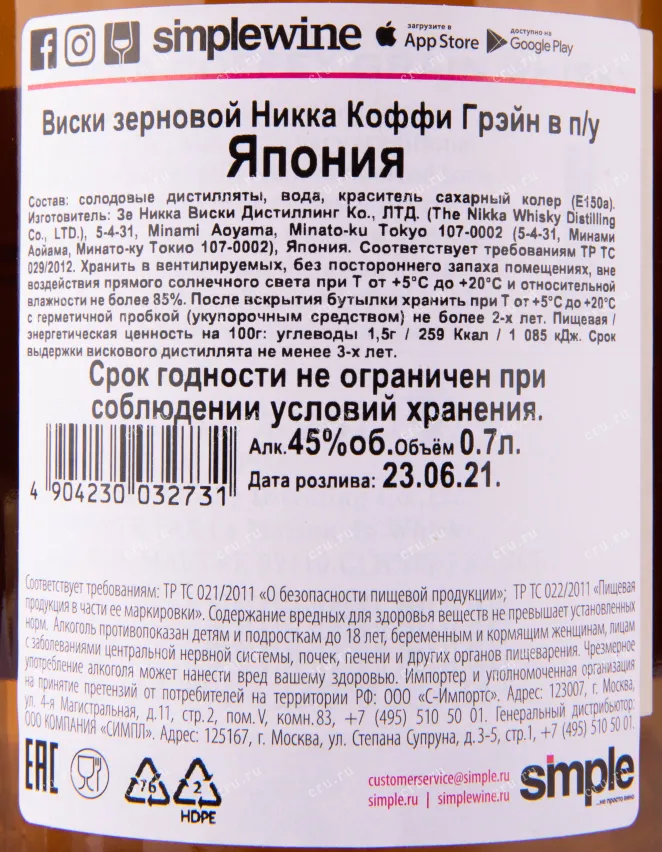 simplewine загрузите в App Store доступно на Google Play
Виски зерновой Никка Коффи Грэйн в п/у
Япония
Состав: солодовые дистилляты, вода, краситель сахарный колер (Е150а).
Изготовитель: Зе Никка Виски Дистиллинг Ко., ЛТД. (The Nikka Whisky Distilling
Co., LTD.), 5-4-31, Minami Aoyama, Minato-ku Tokyo 107-0002 (5-4-31, Минами
Аойама, Минато-ку Токио 107-0002), Япония. Соответствует требованиям ТР ТС
029/2012. Хранить в вентилируемых, без постороннего запаха помещениях, вне
воздействия прямого солнечного света при Т от +5°С до +20°С и относительной
влажности не более 85%. После вскрытия бутылки хранить при Т от +5°С до +20°С
с герметичной пробкой (укупорочным средством) не более 2-х лет. Пищевая /
энергетическая ценность на 100г: углеводы 1,5г / 259 Ккал / 1 085 кДж. Срок
выдержки вискового дистиллята не менее 3-х лет.
Срок годности не ограничен при
соблюдении условий хранения.
Алк.45%об.Объём 0.7л.
Дата розлива: 23.06.21.
4 904230 032731
Соответствует требованиям: ТР ТС 021/2011 «О безопасности пищевой продукции»; ТР ТС 022/2011 «Пищевая
продукция в части ее маркировки». Содержание вредных для здоровья веществ не превышает установленных
норм. Алкоголь противопоказан детям и подросткам до 18 лет, беременным и кормящим женщинам, лицам
с заболеваниями центральной нервной системы, почек, печени и других органов пищеварения. Чрезмерное
употребление алкоголя может нанести вред вашему здоровью. Импортер и уполномоченная организация
на принятие претензий от потребителей на территории РФ: ООО «С-Импортс». Адрес: 123007, г. Москва,
ул. 4-я Магистральная, д.11, стр.2, пом.V, комн.83, +7 (495) 510 50 01. Генеральный дистрибьютор:
ООО КОМПАНИЯ «СИМПЛ». Адрес: 125167, г. Москва, ул. Степана Супруна, д.3-5, стр.1, +7 (495) 510 50 01.
EAC 76 2 HDPE
customerservice@simple.ru
simple.ru | simplewine.ru
simple
...не просто вино
cru.ru